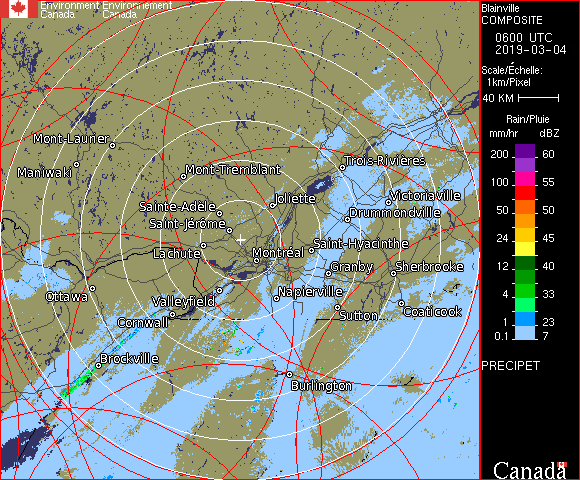 Environment Environnement
Canada Canada
Blainville
COMPOSITE
0600 UTC
2019-03-04
Scale/Échelle:
1km/Pixel
40 KM
Rain/Pluie
mm/hr dBZ
200 60
100 55
50 50
24 45
12 40
4 33
1 23
0.1 7
PRECIPET
Canada
Mont-Laurier
Maniwaki
Mont-Tremblant
Trois-Rivières
Joliette
Victoriaville
Sainte-Adele
Drummondville
Saint-Jérome
Lachute
Montréal
Saint-Hyacinthe
Granby
Sherbrooke
Ottawa
Valleyfield
Napierville
Cornwall
Sutton
Coaticook
Brockville
Burlington